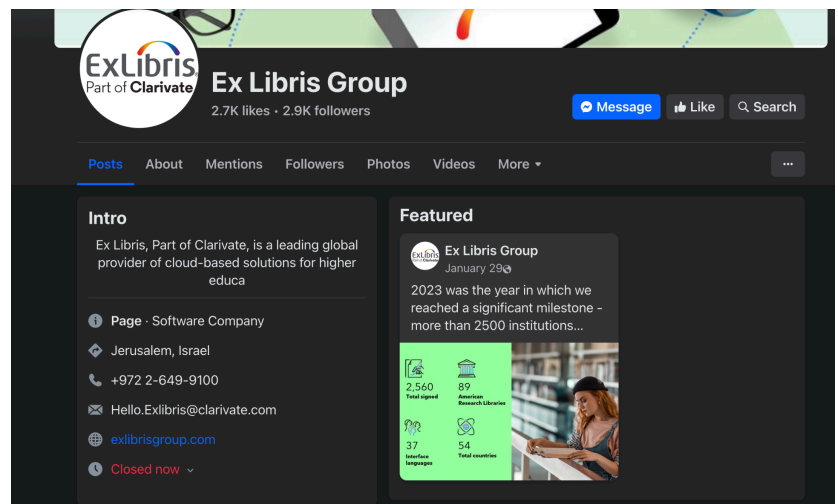 ExLibris
Part of Clarivate
Ex Libris Group
2.7K likes • 2.9K followers
Message
Like
Search
Posts
About
Mentions
Followers
Photos
Videos
More
Intro
Ex Libris, Part of Clarivate, is a leading global
provider of cloud-based solutions for higher
educa
Page · Software Company
Jerusalem, Israel
+972 2-649-9100
Hello.Exlibris@clarivate.com
exlibrisgroup.com
Closed now
Featured
ExLibris
Part of Clarivate
Ex Libris Group
January 29
2023 was the year in which we
reached a significant milestone -
more than 2500 institutions...
2,560
Total signed
89
American
Research Libraries
37
Interface
languages
54
Total countries